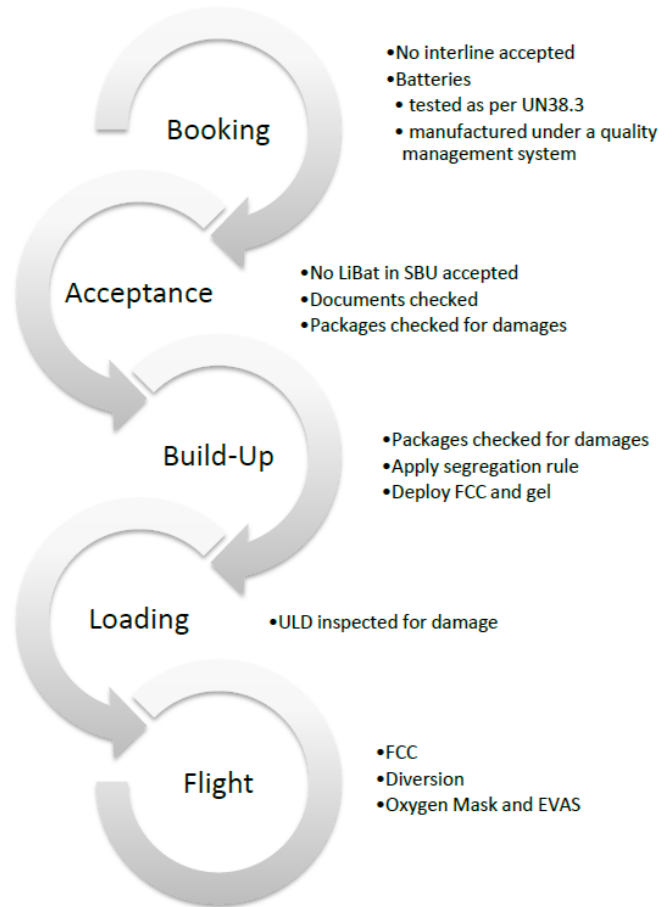 Booking
•No interline accepted
•Batteries
•tested as per UN38.3
•manufactured under a quality
management system
Acceptance
•No LiBat in SBU accepted
•Documents checked
•Packages checked for damages
Build-Up
•Packages checked for damages
•Apply segregation rule
•Deploy FCC and gel
Loading
•ULD inspected for damage
Flight
•FCC
•Diversion
•Oxygen Mask and EVAS